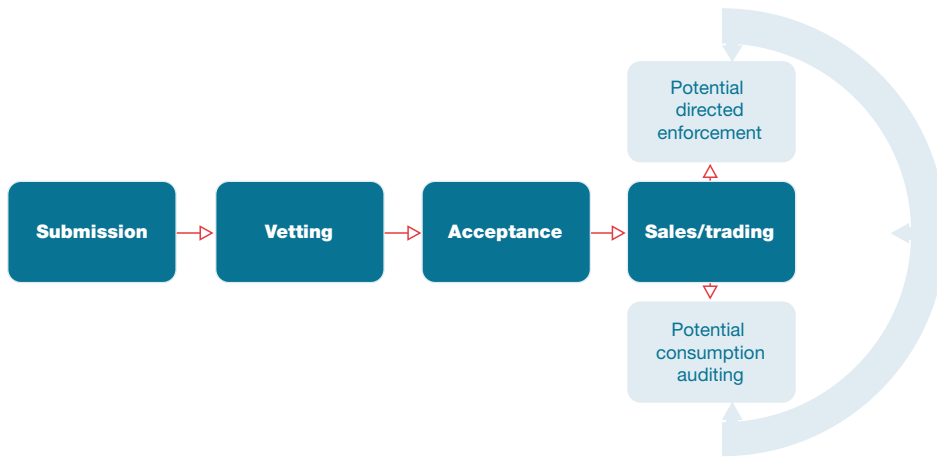 Potential
directed
enforcement
Submission
Vetting
Acceptance
Sales/trading
Potential
consumption
auditing